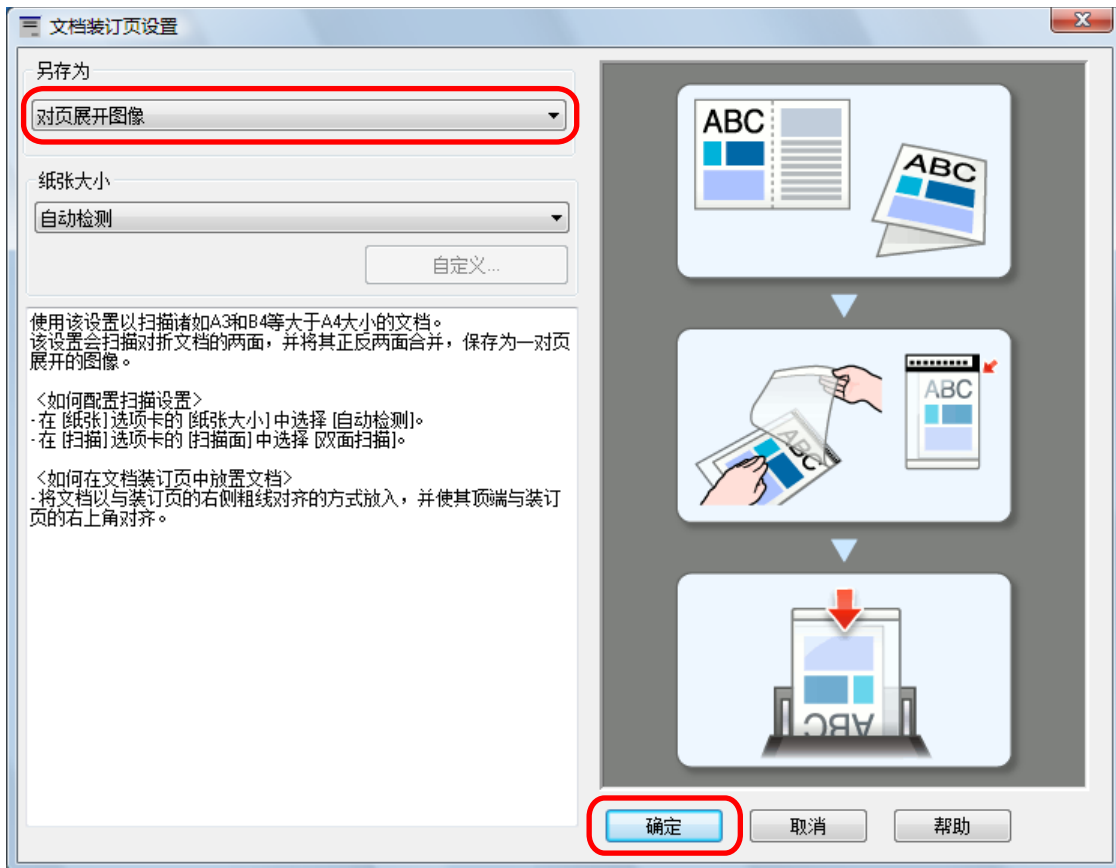 文档装订页设置
另存为
对页展开图像
纸张大小
自动检测
自定义...
使用该设置以扫描诸如A3和B4等大于A4大小的文档。
该设置会扫描对折文档的两面，并将其正反两面合并，保存为一对页
展开的图像。
<如何配置扫描设置>
-在 [纸张]选项卡的 [纸张大小]中选择 [自动检测]。
-在 [扫描]选项卡的 [扫描面]中选择 [双面扫描]。
<如何在文档装订页中放置文档>
-将文档以与装订页的右侧粗线对齐的方式放入，并使其顶端与装订
页的右上角对齐。
ABC
ABC
ABC
ABC
ABC
确定
取消
帮助